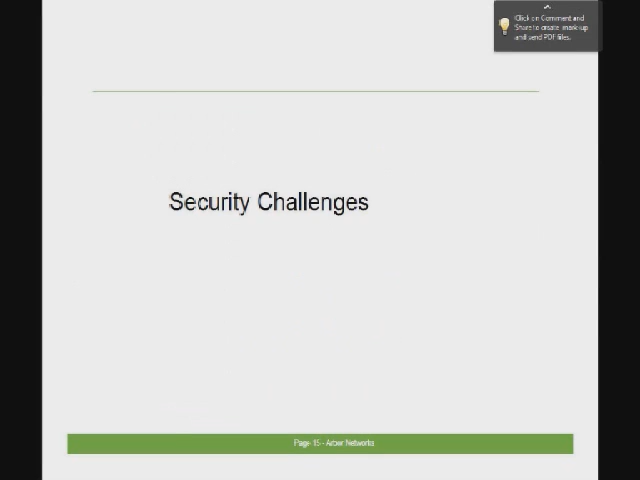 Click on Comment and
Share to create, mark-up
and send PDF files.
Security Challenges
Page 15 - Arbor Networks